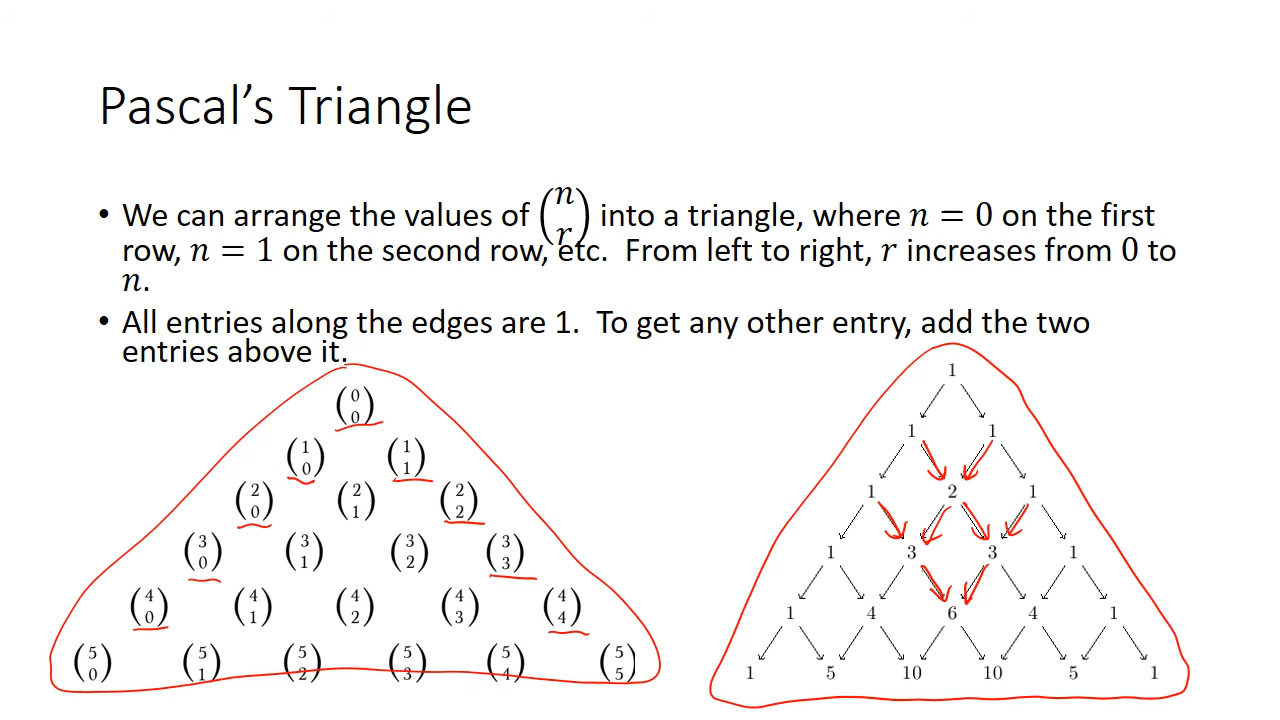 Pascal's Triangle
• We can arrange the values of (n r) into a triangle, where n = 0 on the first
row, n = 1 on the second row, etc. From left to right, r increases from 0 to
n.
• All entries along the edges are 1. To get any other entry, add the two
entries above it.
(0 0)
(1 0) (1 1)
(2 0) (2 1) (2 2)
(3 0) (3 1) (3 2) (3 3)
(4 0) (4 1) (4 2) (4 3) (4 4)
(5 0) (5 1) (5 2) (5 3) (5 4) (5 5)
1
1 1
1 2 1
1 3 3 1
1 4 6 4 1
1 5 10 10 5 1